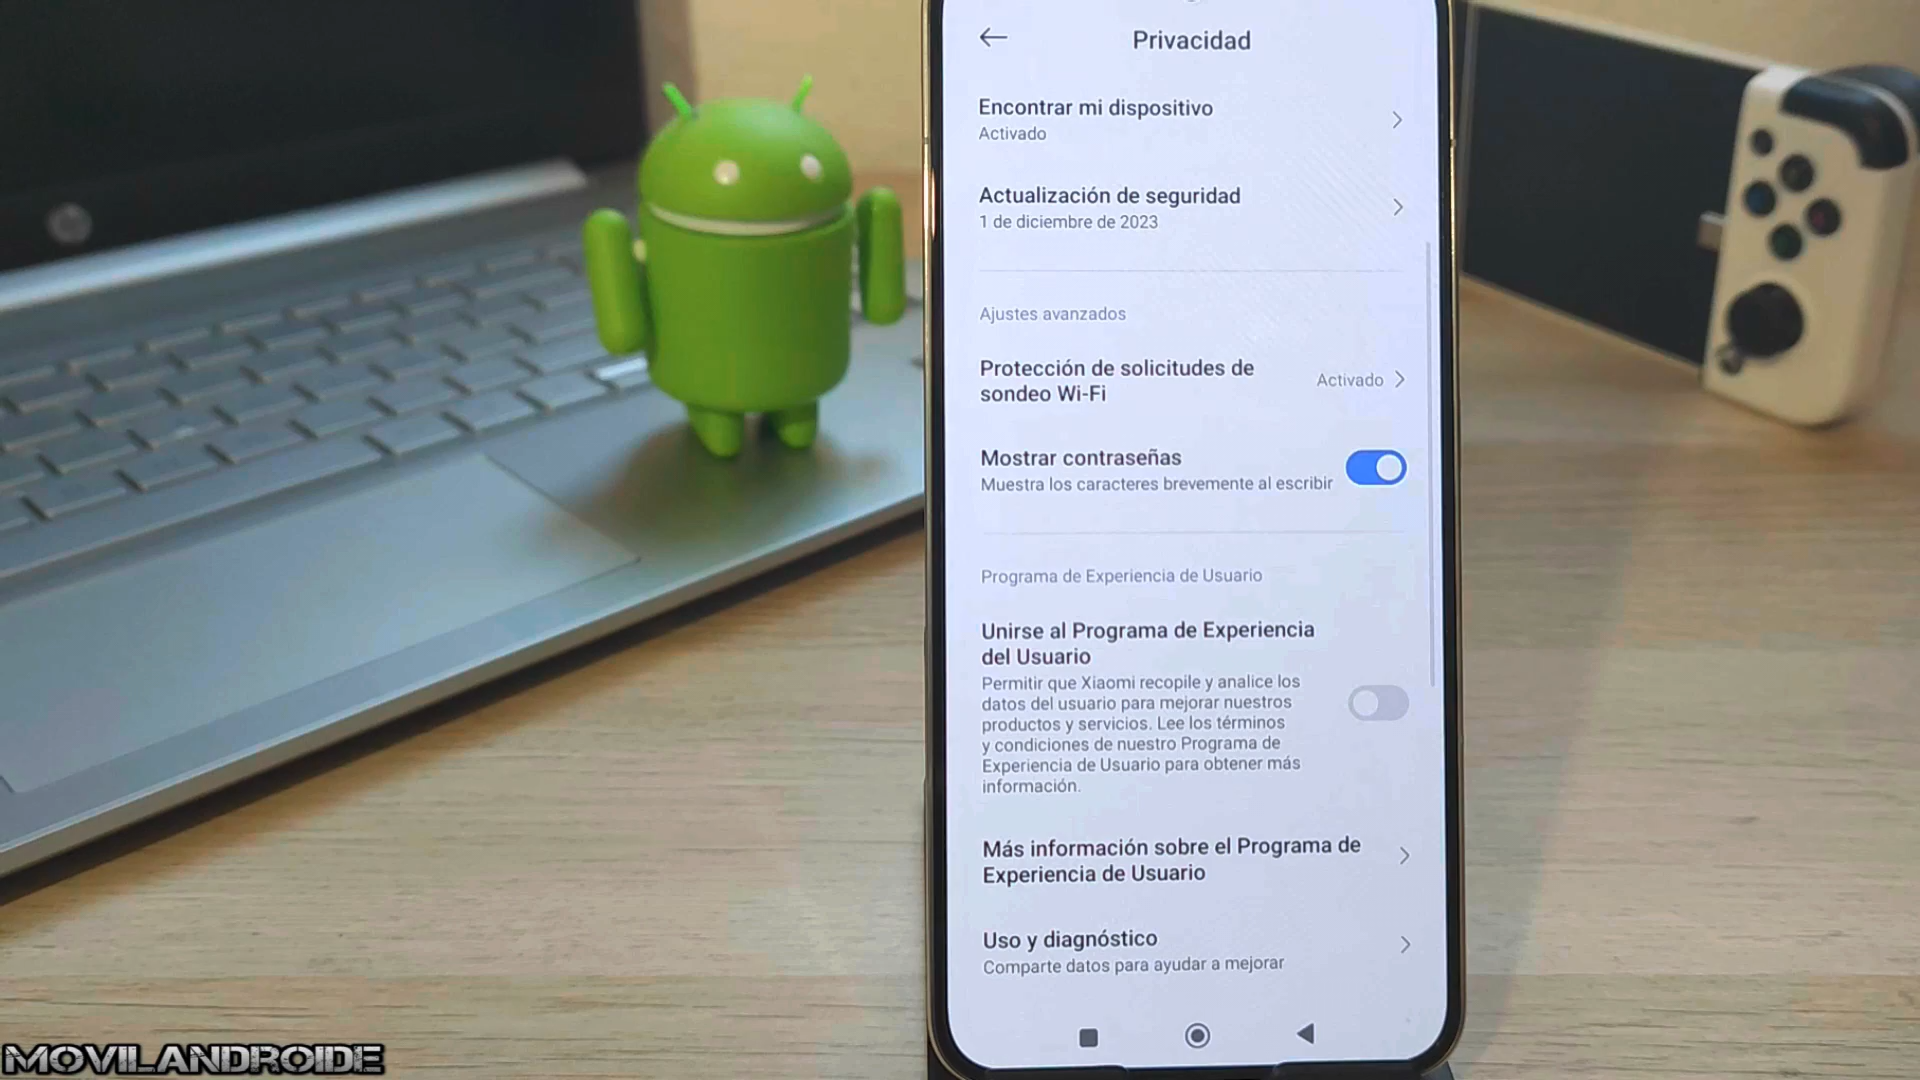 Privacidad
Encontrar mi dispositivo
Activado
Actualización de seguridad
1 de diciembre de 2023
Ajustes avanzados
Protección de solicitudes de
sondeo Wi-Fi
Activado
Mostrar contraseñas
Muestra los caracteres brevemente al escribir
Programa de Experiencia de Usuario
Unirse al Programa de Experiencia
del Usuario
Permitir que Xiaomi recopile y analice los
datos del usuario para mejorar nuestros
productos y servicios. Lee los términos
y condiciones de nuestro Programa de
Experiencia de Usuario para obtener más
información.
Más información sobre el Programa de
Experiencia de Usuario
Uso y diagnóstico
Comparte datos para ayudar a mejorar
MOVILANDROIDE